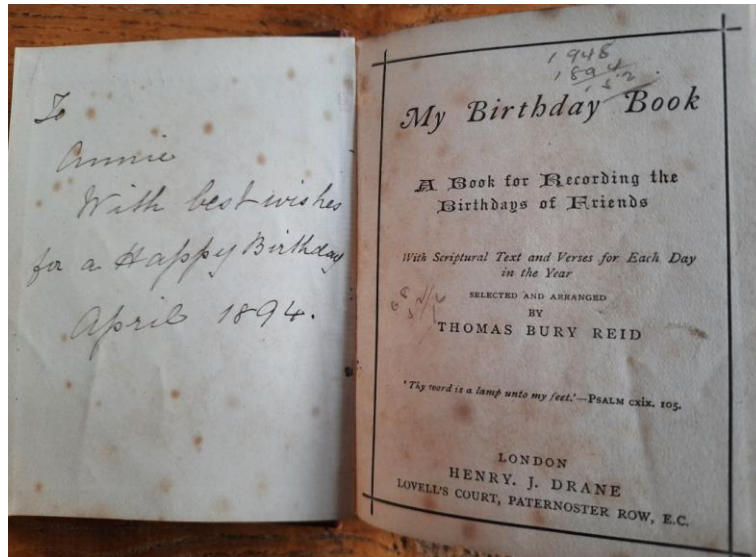 To
Annie
With best wishes
for a Happy Birthday
April 1894.
1948
1894
My Birthday Book
A Book for Recording the
Birthdays of Friends
With Scriptural Text and Verses for Each Day
in the Year
SELECTED AND ARRANGED
BY
THOMAS BURY REID
'Thy word is a lamp unto my feet.'—PSALM cxix. 105.
LONDON
HENRY. J. DRANE
LOVELL'S COURT, PATERNOSTER ROW, E.C.